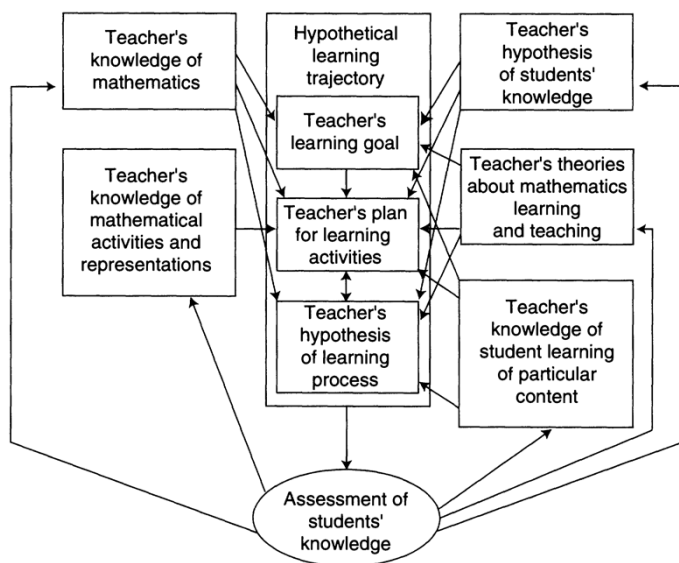 Teacher's
knowledge of
mathematics
Hypothetical
learning
trajectory
Teacher's
hypothesis
of students'
knowledge
Teacher's
learning goal
Teacher's
knowledge of
mathematical
activities and
representations
Teacher's plan
for learning
activities
Teacher's theories
about mathematics
learning
and teaching
Teacher's
hypothesis
of learning
process
Teacher's
knowledge of
student learning
of particular
content
Assessment of
students'
knowledge